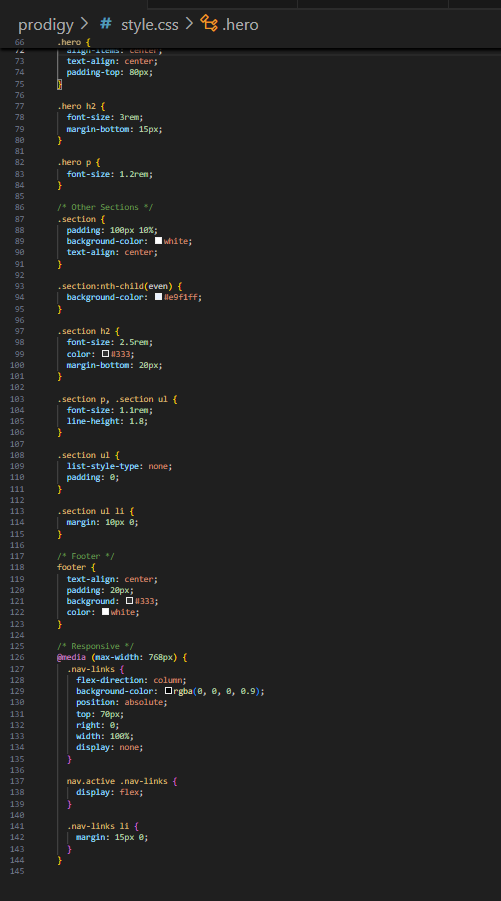 prodigy > # style.css > .hero
66 .hero {
72 align-items: center;
73 text-align: center;
74 padding-top: 80px;
75 }
76
77 .hero h2 {
78 font-size: 3rem;
79 margin-bottom: 15px;
80 }
81
82 .hero p {
83 font-size: 1.2rem;
84 }
85
86 /* Other Sections */
87 .section {
88 padding: 100px 10%;
89 background-color: white;
90 text-align: center;
91 }
92
93 .section:nth-child(even) {
94 background-color: #e9f1ff;
95 }
96
97 .section h2 {
98 font-size: 2.5rem;
99 color: #333;
100 margin-bottom: 20px;
101 }
102
103 .section p, .section ul {
104 font-size: 1.1rem;
105 line-height: 1.8;
106 }
107
108 .section ul {
109 list-style-type: none;
110 padding: 0;
111 }
112
113 .section ul li {
114 margin: 10px 0;
115 }
116
117 /* Footer */
118 footer {
119 text-align: center;
120 padding: 20px;
121 background: #333;
122 color: white;
123 }
124
125 /* Responsive */
126 @media (max-width: 768px) {
127 .nav-links {
128 flex-direction: column;
129 background-color: rgba(0, 0, 0, 0.9);
130 position: absolute;
131 top: 70px;
132 right: 0;
133 width: 100%;
134 display: none;
135 }
136
137 nav.active .nav-links {
138 display: flex;
139 }
140
141 .nav-links li {
142 margin: 15px 0;
143 }
144 }
145